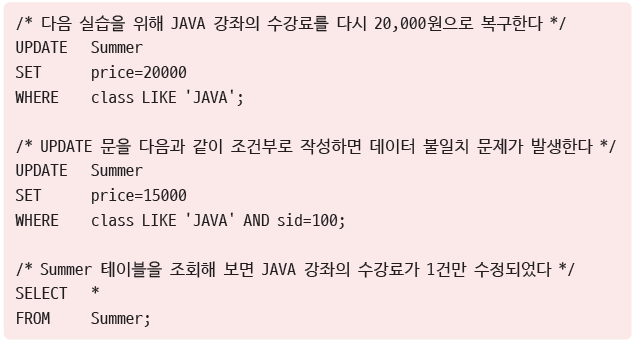 /* 다음 실습을 위해 JAVA 강좌의 수강료를 다시 20,000원으로 복구한다 */
UPDATE Summer
SET price=20000
WHERE class LIKE 'JAVA';
/* UPDATE 문을 다음과 같이 조건부로 작성하면 데이터 불일치 문제가 발생한다 */
UPDATE Summer
SET price=15000
WHERE class LIKE 'JAVA' AND sid=100;
/* Summer 테이블을 조회해 보면 JAVA 강좌의 수강료가 1건만 수정되었다 */
SELECT *
FROM Summer;